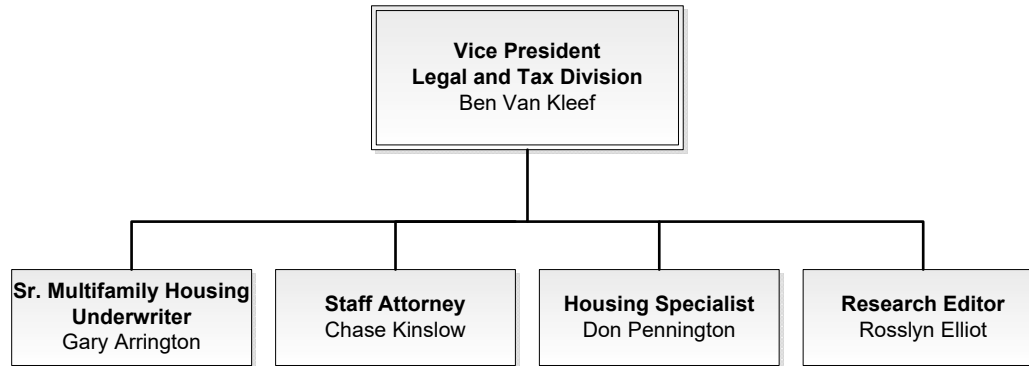 Vice President
Legal and Tax Division
Ben Van Kleef
Sr. Multifamily Housing
Underwriter
Gary Arrington
Staff Attorney
Chase Kinslow
Housing Specialist
Don Pennington
Research Editor
Rosslyn Elliot